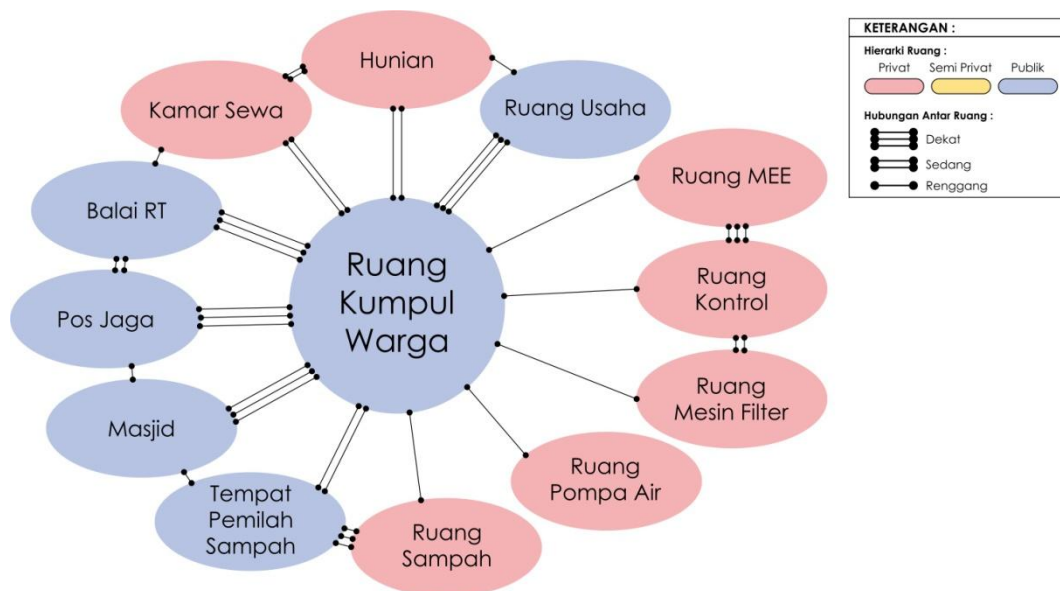 Hunian
Kamar Sewa
Ruang Usaha
Ruang MEE
Balai RT
Ruang
Kumpul
Warga
Ruang
Kontrol
Pos Jaga
Ruang
Mesin Filter
Masjid
Ruang
Pompa Air
Tempat
Pemilah
Sampah
Ruang
Sampah
KETERANGAN :
Hierarki Ruang :
Privat Semi Privat Publik
Hubungan Antar Ruang :
Dekat
Sedang
Renggang